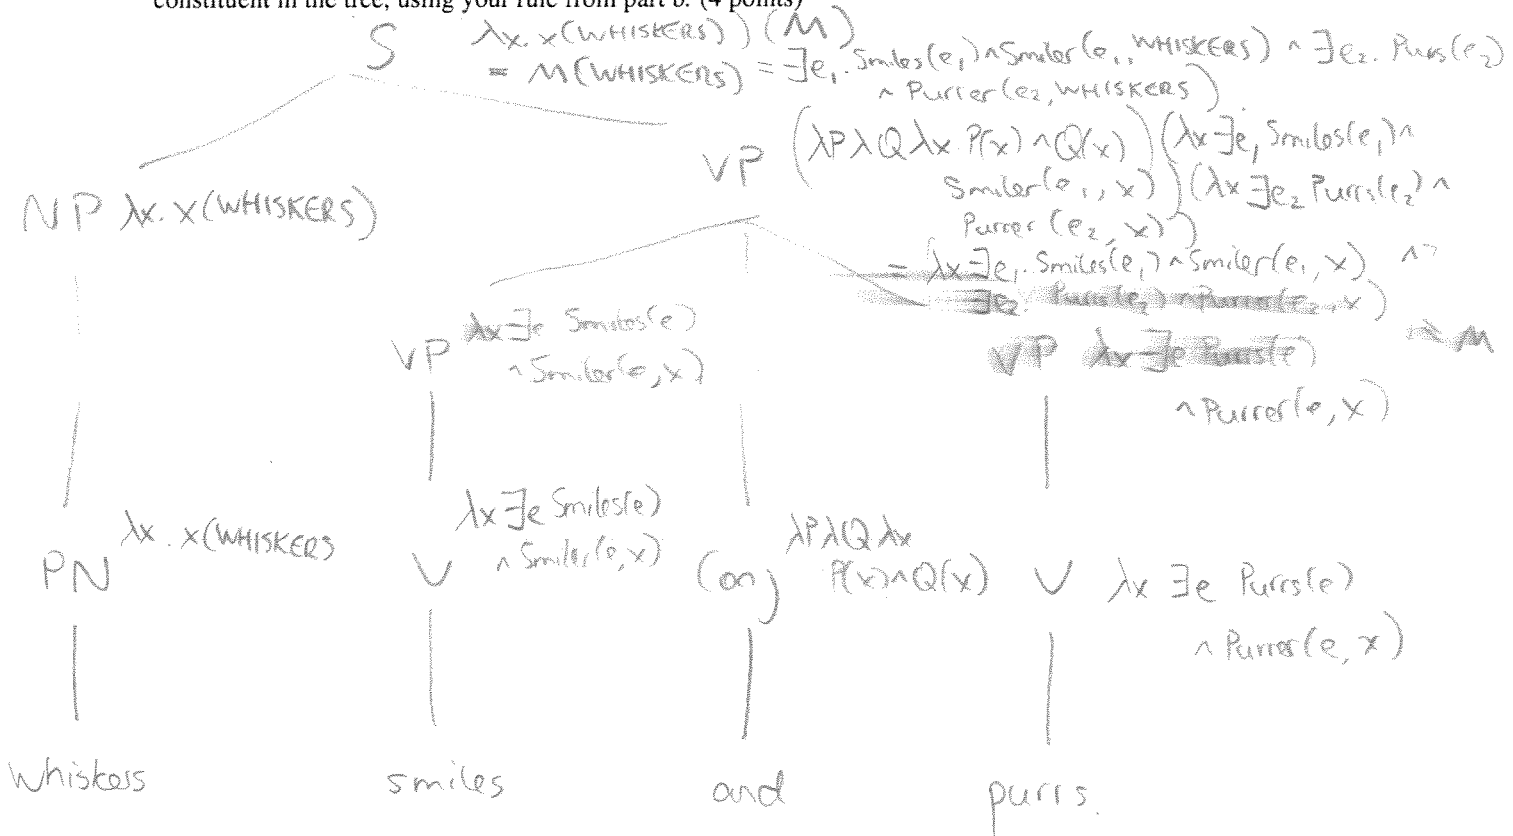 constituent in the tree, using your rule from part b. (4 points)
S λx. x(WHISKERS)) (M)
= M(WHISKERS) = ∃e₁. Smiles(e₁) ∧ Smiler(e₁, WHISKERS) ∧ ∃e₂. Purrs(e₂)
∧ Purrer(e₂, WHISKERS)
VP (λPλQλx. P(x) ∧ Q(x)) (λx ∃e₁ Smiles(e₁) ∧
Smiler(e₁, x)) (λx ∃e₂ Purrs(e₂) ∧
Purrer(e₂, x))
NP λx. x(WHISKERS)
= λx ∃e₁. Smiles(e₁) ∧ Smiler(e₁, x) ∧
∃e₂. Purrs(e₂) ∧ Purrer(e₂, x)
= M
VP λx ∃e Smiles(e)
∧ Smiler(e, x)
VP λx ∃e Purrs(e)
∧ Purrer(e, x)
PN λx. x(WHISKERS
V λx ∃e Smiles(e)
∧ Smiler(e, x)
Con λPλQλx
P(x) ∧ Q(x)
V λx ∃e Purrs(e)
∧ Purrer(e, x)
Whiskers smiles and purrs.